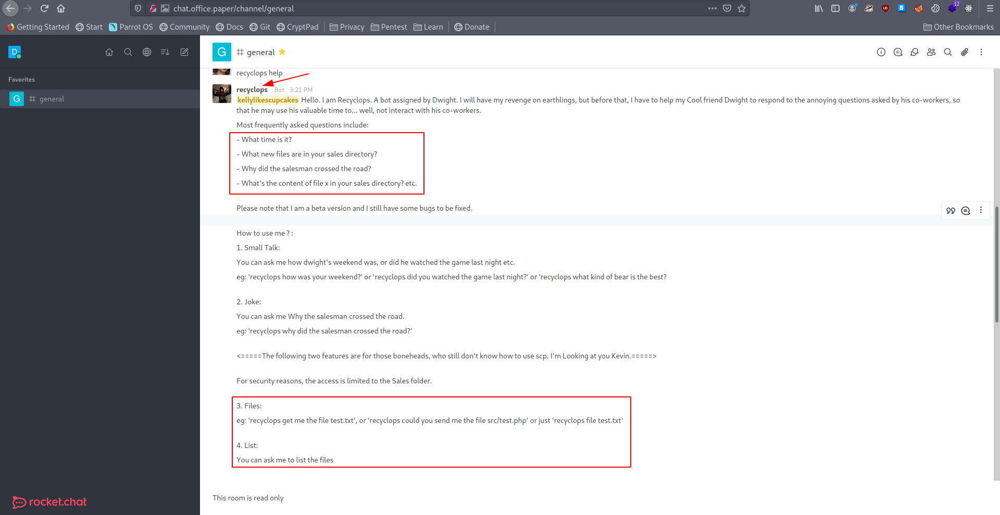 chat.office.paper/channel/general
12
Getting Started Start Parrot OS Community Docs Git CryptPad Privacy Pentest Learn Donate Other Bookmarks
D
G # general
Favorites
G # general
recyclops help
recyclops Bot 3:21 PM
kellylikescupcakes Hello. I am Recyclops. A bot assigned by Dwight. I will have my revenge on earthlings, but before that, I have to help my Cool friend Dwight to respond to the annoying questions asked by his co-workers, so
that he may use his valuable time to... well, not interact with his co-workers.
Most frequently asked questions include:
- What time is it?
- What new files are in your sales directory?
- Why did the salesman crossed the road?
- What's the content of file x in your sales directory? etc.
Please note that I am a beta version and I still have some bugs to be fixed.
How to use me ? :
1. Small Talk:
You can ask me how dwight's weekend was, or did he watched the game last night etc.
eg: 'recyclops how was your weekend?' or 'recyclops did you watched the game last night?' or 'recyclops what kind of bear is the best?
2. Joke:
You can ask me Why the salesman crossed the road.
eg: 'recyclops why did the salesman crossed the road?'
<=====The following two features are for those boneheads, who still don't know how to use scp. I'm Looking at you Kevin.=====>
For security reasons, the access is limited to the Sales folder.
3. Files:
eg: 'recyclops get me the file test.txt', or 'recyclops could you send me the file src/test.php' or just 'recyclops file test.txt'
4. List:
You can ask me to list the files
This room is read only
rocket.chat